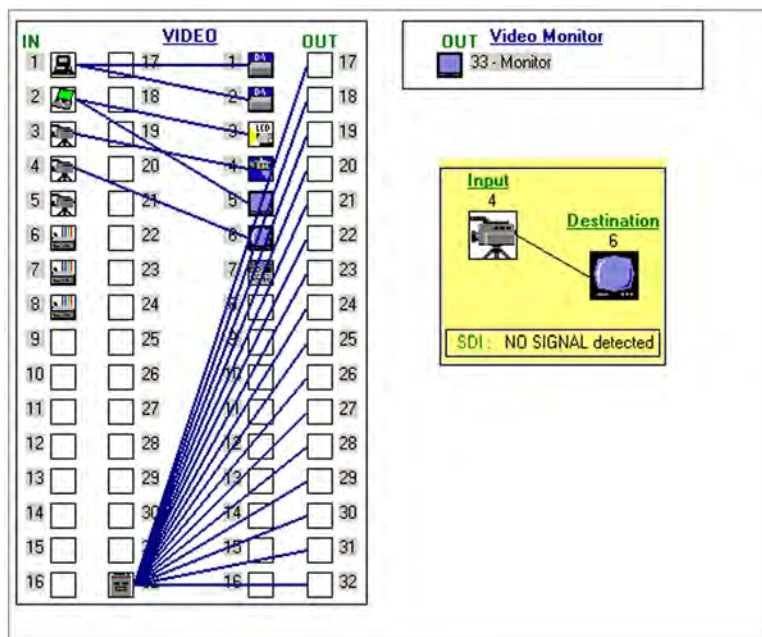 IN VIDEO OUT
1 17 1 D4 17
2 18 2 D4 18
3 19 3 LCD 19
4 20 4 20
5 21 5 21
6 22 6 22
7 23 7 23
8 24 8 24
9 25 9 25
10 26 10 26
11 27 11 27
12 28 12 28
13 29 13 29
14 30 14 30
15 15 31
16 16 32
OUT Video Monitor
33 - Monitor
Input
4
Destination
6
SDI : NO SIGNAL detected